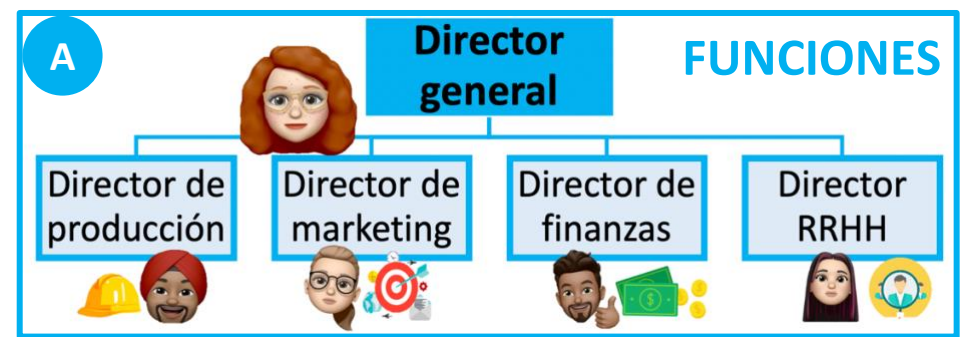 A
Director
general
FUNCIONES
Director de
producción
Director de
marketing
Director de
finanzas
Director
RRHH